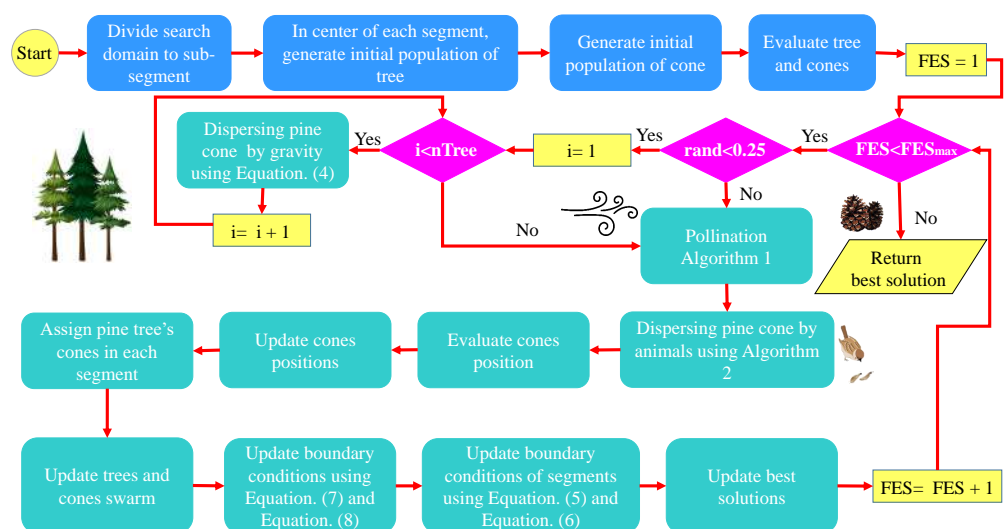 Start
Divide search
domain to sub-
segment
In center of each segment,
generate initial population of
tree
Generate initial
population of cone
Evaluate tree
and cones
FES = 1
FES<FESmax
Yes
No
Return
best solution
rand<0.25
Yes
No
i= 1
i<nTree
Yes
No
Dispersing pine
cone by gravity
using Equation. (4)
i= i + 1
Pollination
Algorithm 1
Dispersing pine cone by
animals using Algorithm
2
Evaluate cones
position
Update cones
positions
Assign pine tree's
cones in each
segment
Update trees and
cones swarm
Update boundary
conditions using
Equation. (7) and
Equation. (8)
Update boundary
conditions of segments
using Equation. (5) and
Equation. (6)
Update best
solutions
FES= FES + 1